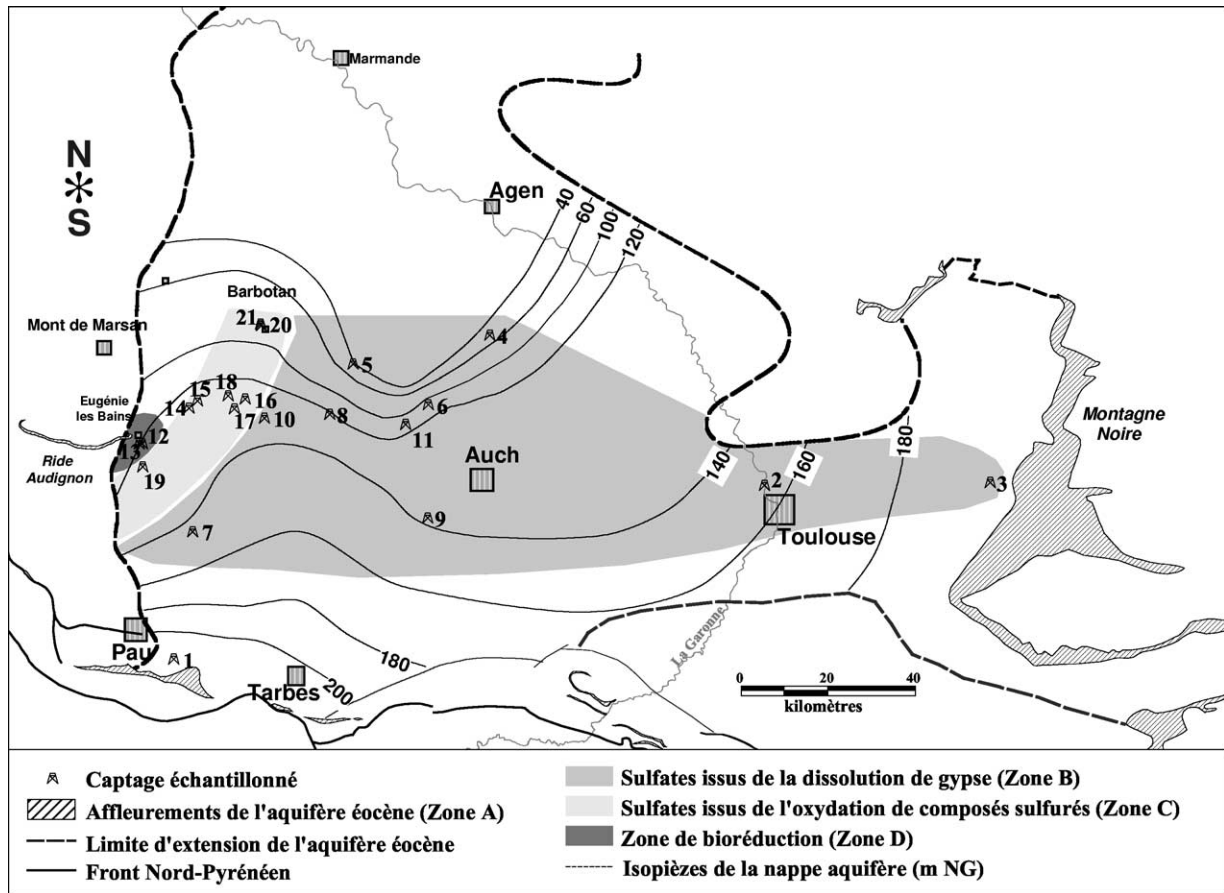 Marmande
N
S
Agen
40
60
100
120
Barbotan
21
20
Mont de Marsan
4
5
180
Montagne
Noire
Eugénie
les Bains
18
15
14
16
17
10
8
6
11
12
13
Ride
Audignon
19
Auch
140
160
2
3
7
9
Toulouse
La Garonne
Pau
1
180
Tarbes
200
0 20 40
kilomètres
Captage échantillonné
Affleurements de l'aquifère éocène (Zone A)
Limite d'extension de l'aquifère éocène
Front Nord-Pyrénéen
Sulfates issus de la dissolution de gypse (Zone B)
Sulfates issus de l'oxydation de composés sulfurés (Zone C)
Zone de bioréduction (Zone D)
Isopièzes de la nappe aquifère (m NG)